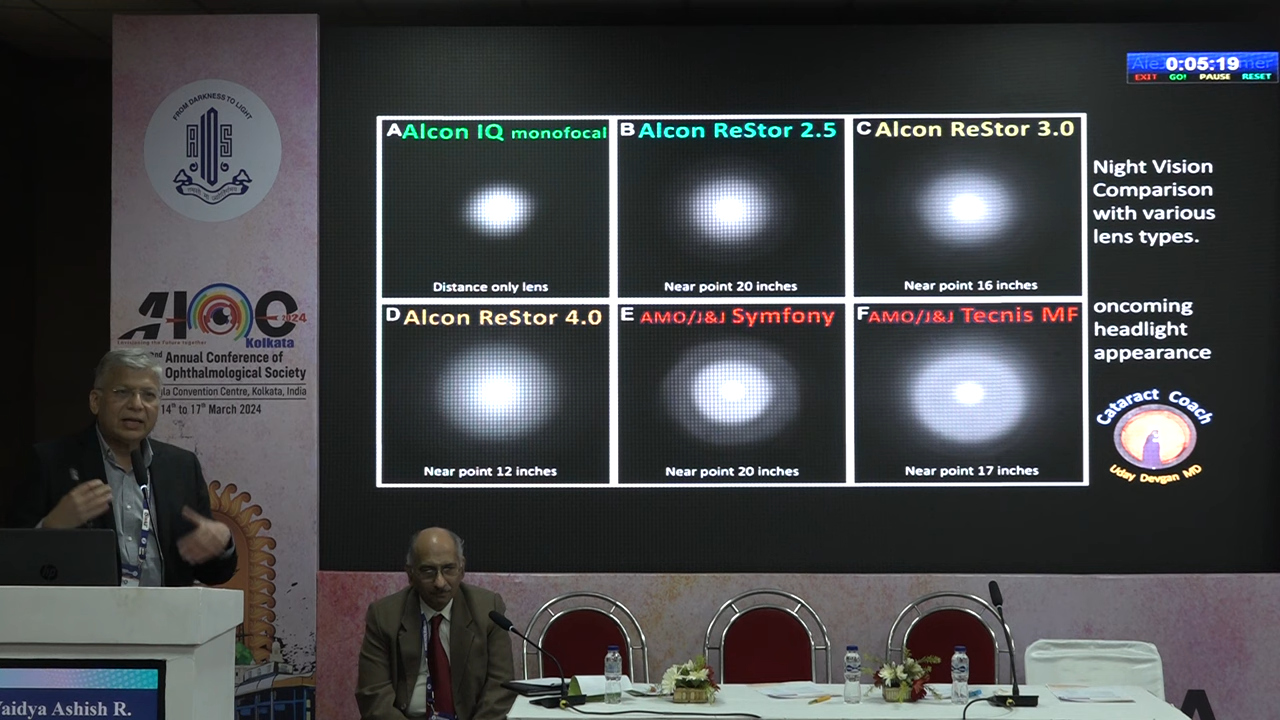 FROM DARKNESS TO LIGHT
AIOS
AIOC
2024
Kolkata
Annual Conference of
Ophthalmological Society
Convention Centre, Kolkata, India
14th to 17th March 2024
hp
Vaidya Ashish R.
0:05:19
EXIT GO! PAUSE RESET
A Alcon IQ monofocal
Distance only lens
B Alcon ReStor 2.5
Near point 20 inches
C Alcon ReStor 3.0
Near point 16 inches
D Alcon ReStor 4.0
Near point 12 inches
E AMO/J&J Symfony
Near point 20 inches
F AMO/J&J Tecnis MF
Near point 17 inches
Night Vision
Comparison
with various
lens types.
oncoming
headlight
appearance
Cataract Coach
Uday Devgan MD